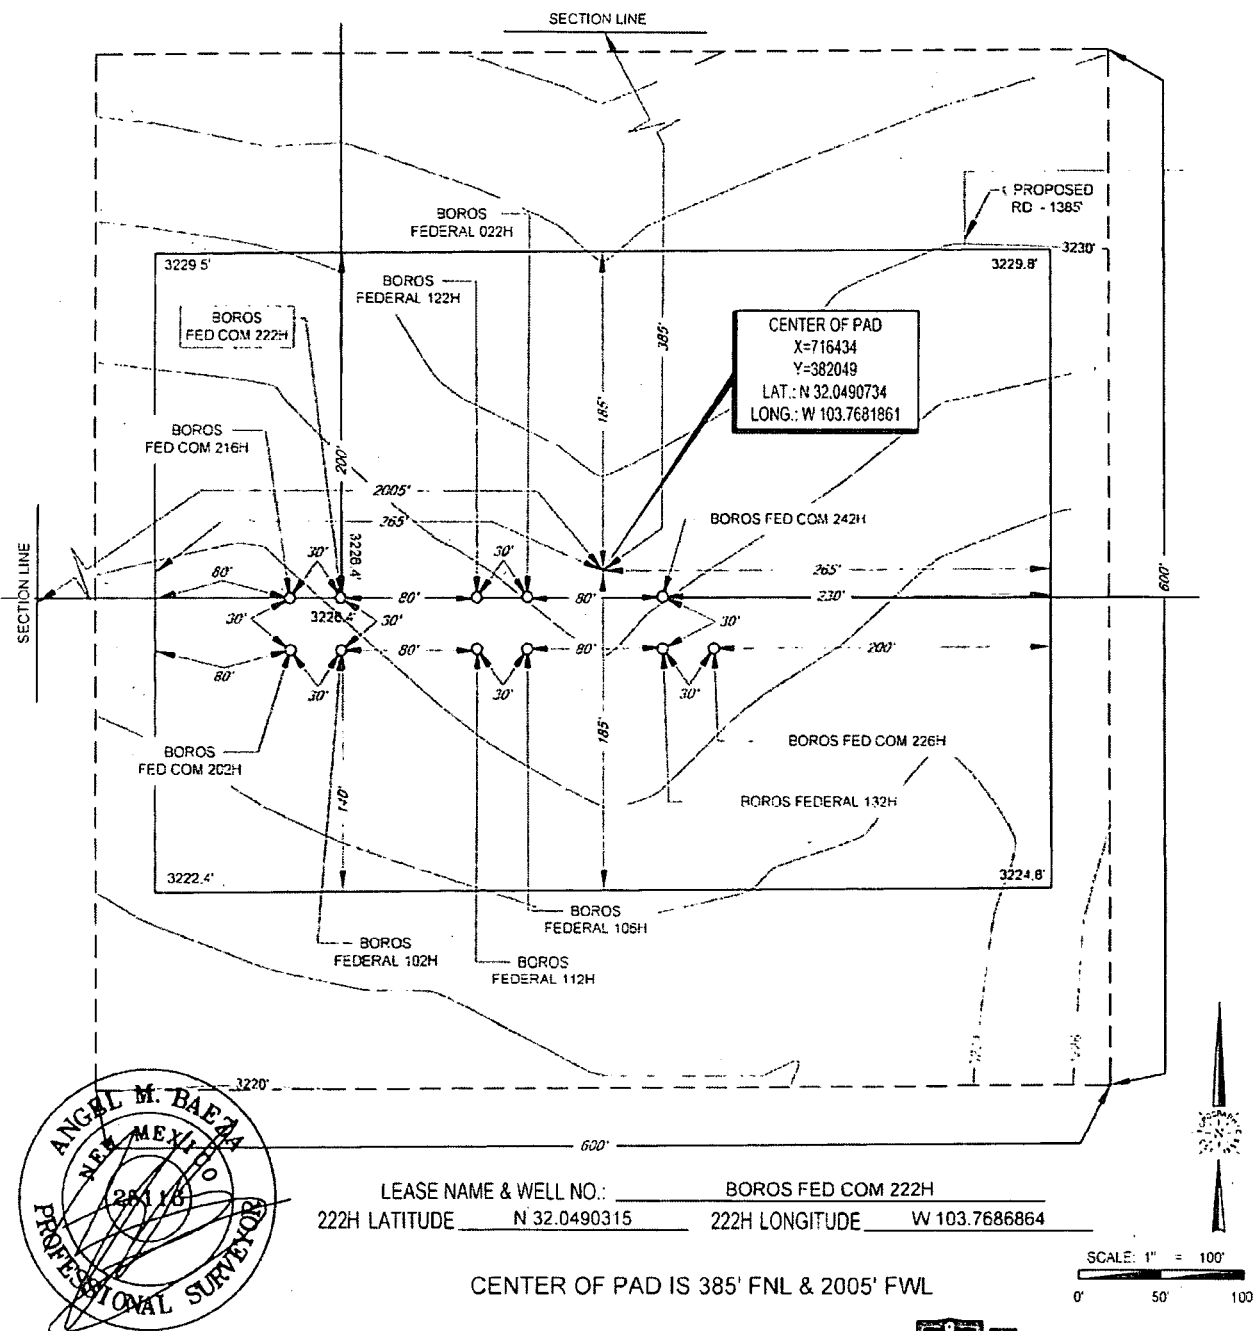 SECTION LINE
PROPOSED
RD - 1385'
BOROS
FEDERAL 022H
3230'
3229.5'
3229.8'
BOROS
FEDERAL 122H
BOROS
FED COM 222H
385'
CENTER OF PAD
X=716434
Y=382049
LAT.: N 32.0490734
LONG.: W 103.7681861
185'
BOROS
FED COM 216H
200'
2005'
265'
BOROS FED COM 242H
3226.4'
SECTION LINE
30'
30'
265'
80'
80'
80'
230'
600'
30'
3226.4'
30'
30'
80'
80'
200'
80'
30'
30'
30'
185'
BOROS
FED COM 202H
BOROS FED COM 226H
140'
BOROS FEDERAL 132H
3222.4'
3224.8'
BOROS
FEDERAL 106H
BOROS
FEDERAL 102H
BOROS
FEDERAL 112H
3220'
600'
ANGEL M. BAEZA
NEW MEXICO
PROFESSIONAL SURVEYOR
LEASE NAME & WELL NO.: BOROS FED COM 222H
222H LATITUDE N 32.0490315 222H LONGITUDE W 103.7686864
SCALE: 1" = 100'
0' 50' 100
CENTER OF PAD IS 385' FNL & 2005' FWL